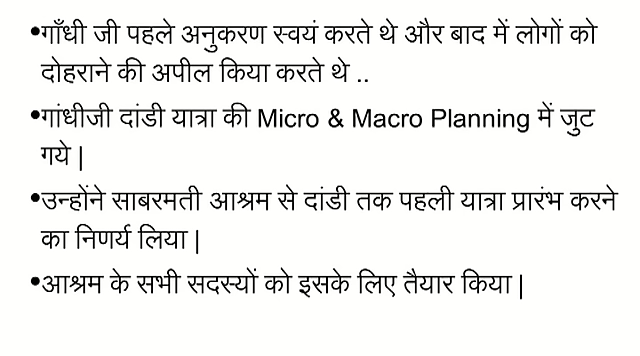 •गाँधी जी पहले अनुकरण स्वयं करते थे और बाद में लोगों को
दोहराने की अपील किया करते थे ..
•गांधीजी दांडी यात्रा की Micro & Macro Planning में जुट
गये |
•उन्होंने साबरमती आश्रम से दांडी तक पहली यात्रा प्रारंभ करने
का निणर्य लिया |
•आश्रम के सभी सदस्यों को इसके लिए तैयार किया |